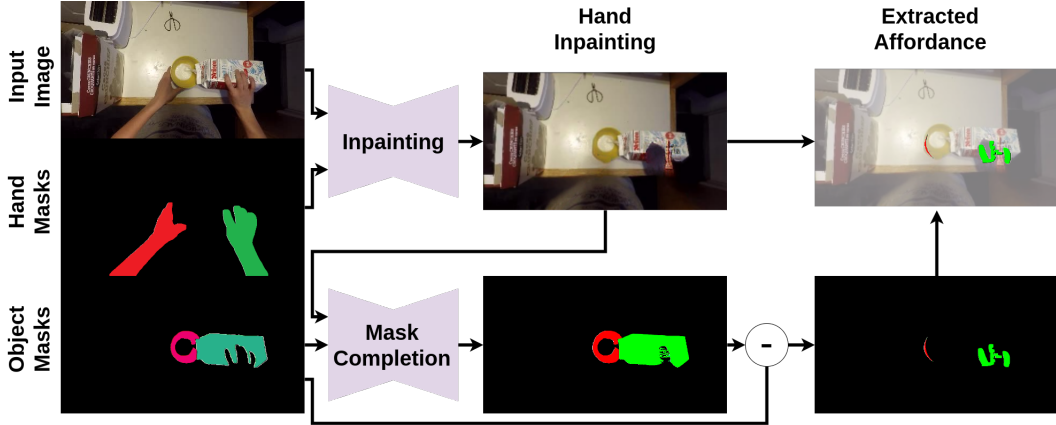 Hand
Inpainting
Extracted
Affordance
Input
Image
Inpainting
Hand
Masks
Object
Masks
Mask
Completion
-